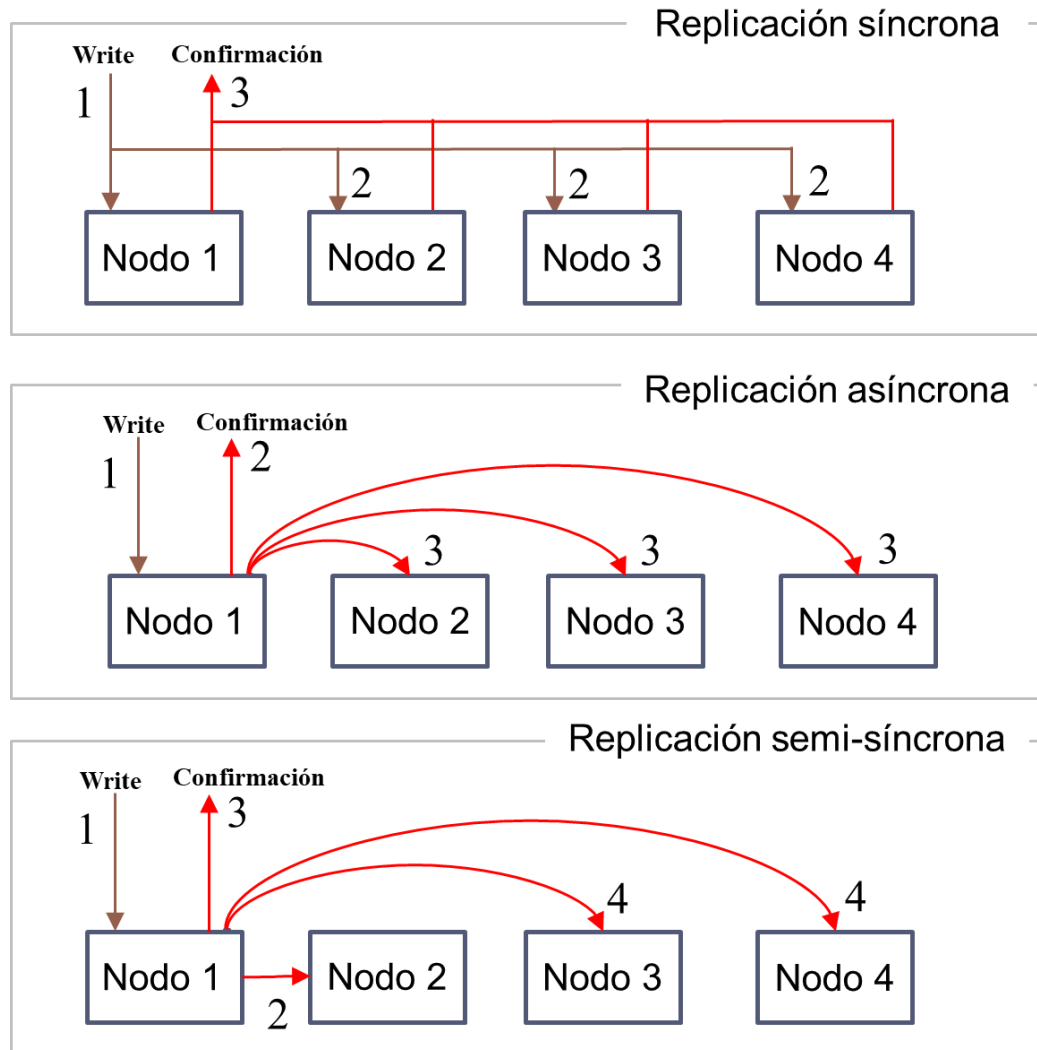 Replicación síncrona
Write Confirmación
1 3
2 2 2
Nodo 1 Nodo 2 Nodo 3 Nodo 4
Replicación asíncrona
Write Confirmación
1 2
3 3 3
Nodo 1 Nodo 2 Nodo 3 Nodo 4
Replicación semi-síncrona
Write Confirmación
1 3
4 4
Nodo 1 Nodo 2 Nodo 3 Nodo 4
2